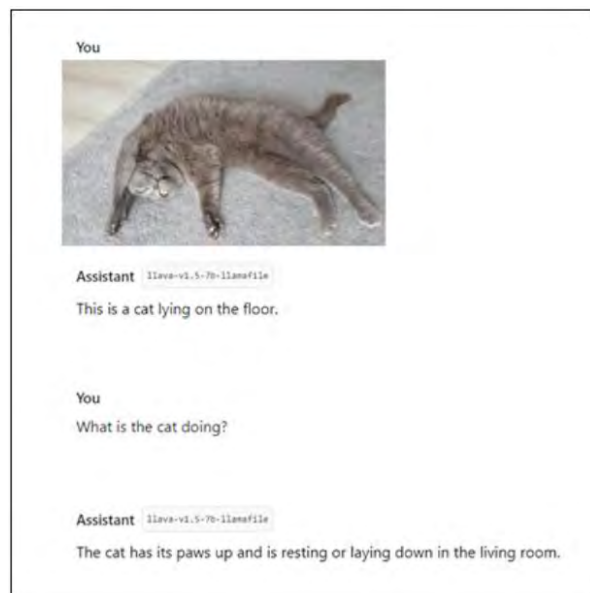 You
Assistant llava-v1.5-7b-llamafile
This is a cat lying on the floor.
You
What is the cat doing?
Assistant llava-v1.5-7b-llamafile
The cat has its paws up and is resting or laying down in the living room.